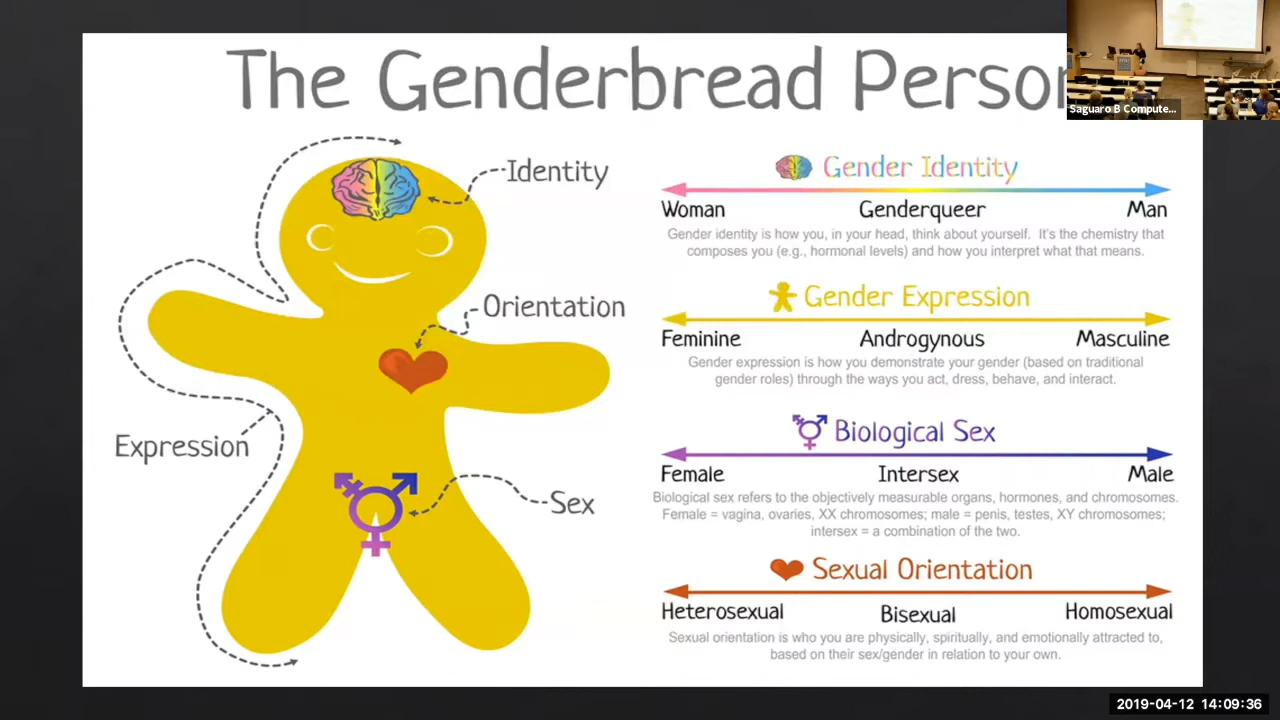 The Genderbread Person
Saguaro B Compute...
Identity
Orientation
Expression
Sex
Gender Identity
Woman Genderqueer Man
Gender identity is how you, in your head, think about yourself. It's the chemistry that
composes you (e.g., hormonal levels) and how you interpret what that means.
Gender Expression
Feminine Androgynous Masculine
Gender expression is how you demonstrate your gender (based on traditional
gender roles) through the ways you act, dress, behave, and interact.
Biological Sex
Female Intersex Male
Biological sex refers to the objectively measurable organs, hormones, and chromosomes.
Female = vagina, ovaries, XX chromosomes; male = penis, testes, XY chromosomes;
intersex = a combination of the two.
Sexual Orientation
Heterosexual Bisexual Homosexual
Sexual orientation is who you are physically, spiritually, and emotionally attracted to,
based on their sex/gender in relation to your own.
2019-04-12 14:09:36